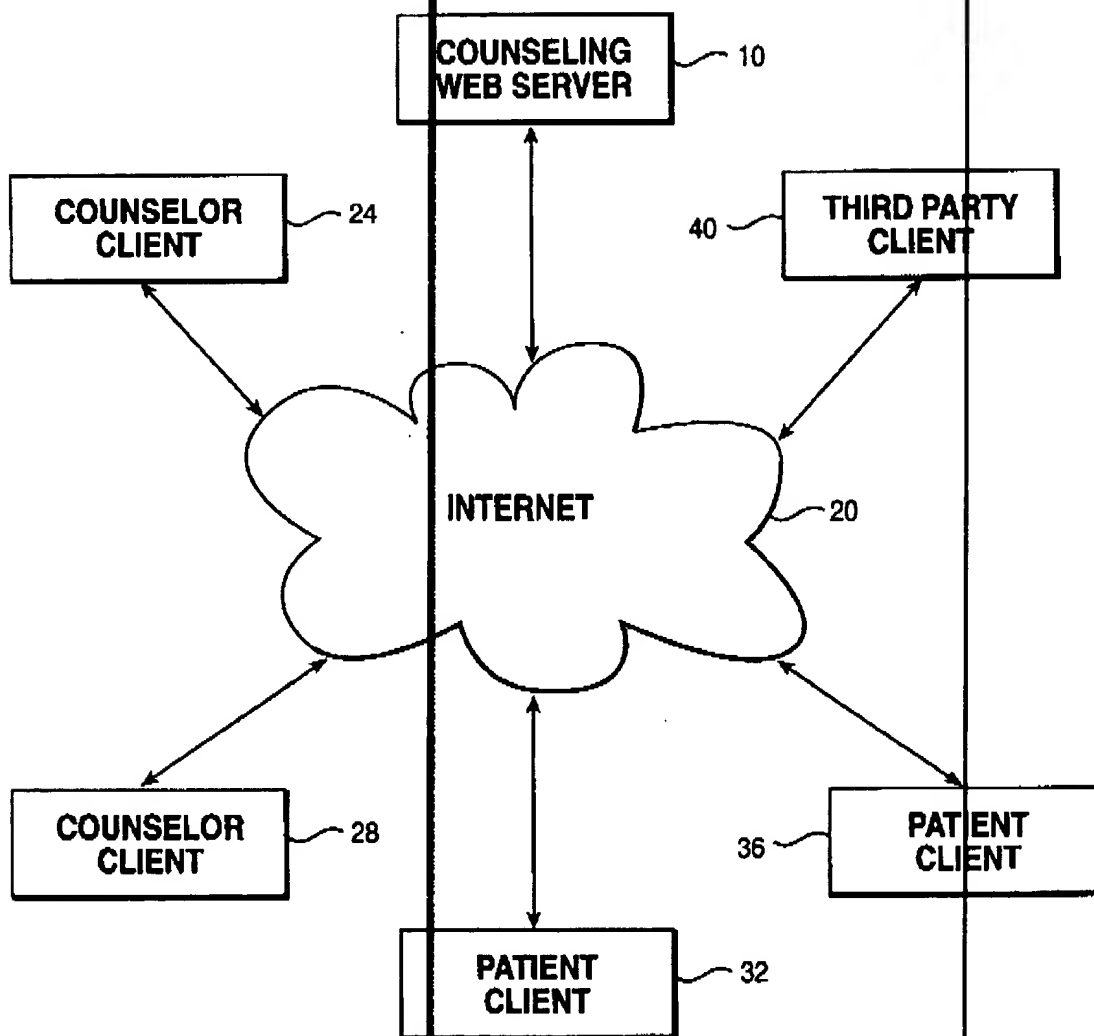 COUNSELING
WEB SERVER
10
COUNSELOR
CLIENT
24
40
THIRD PARTY
CLIENT
INTERNET
20
COUNSELOR
CLIENT
28
36
PATIENT
CLIENT
PATIENT
CLIENT
32